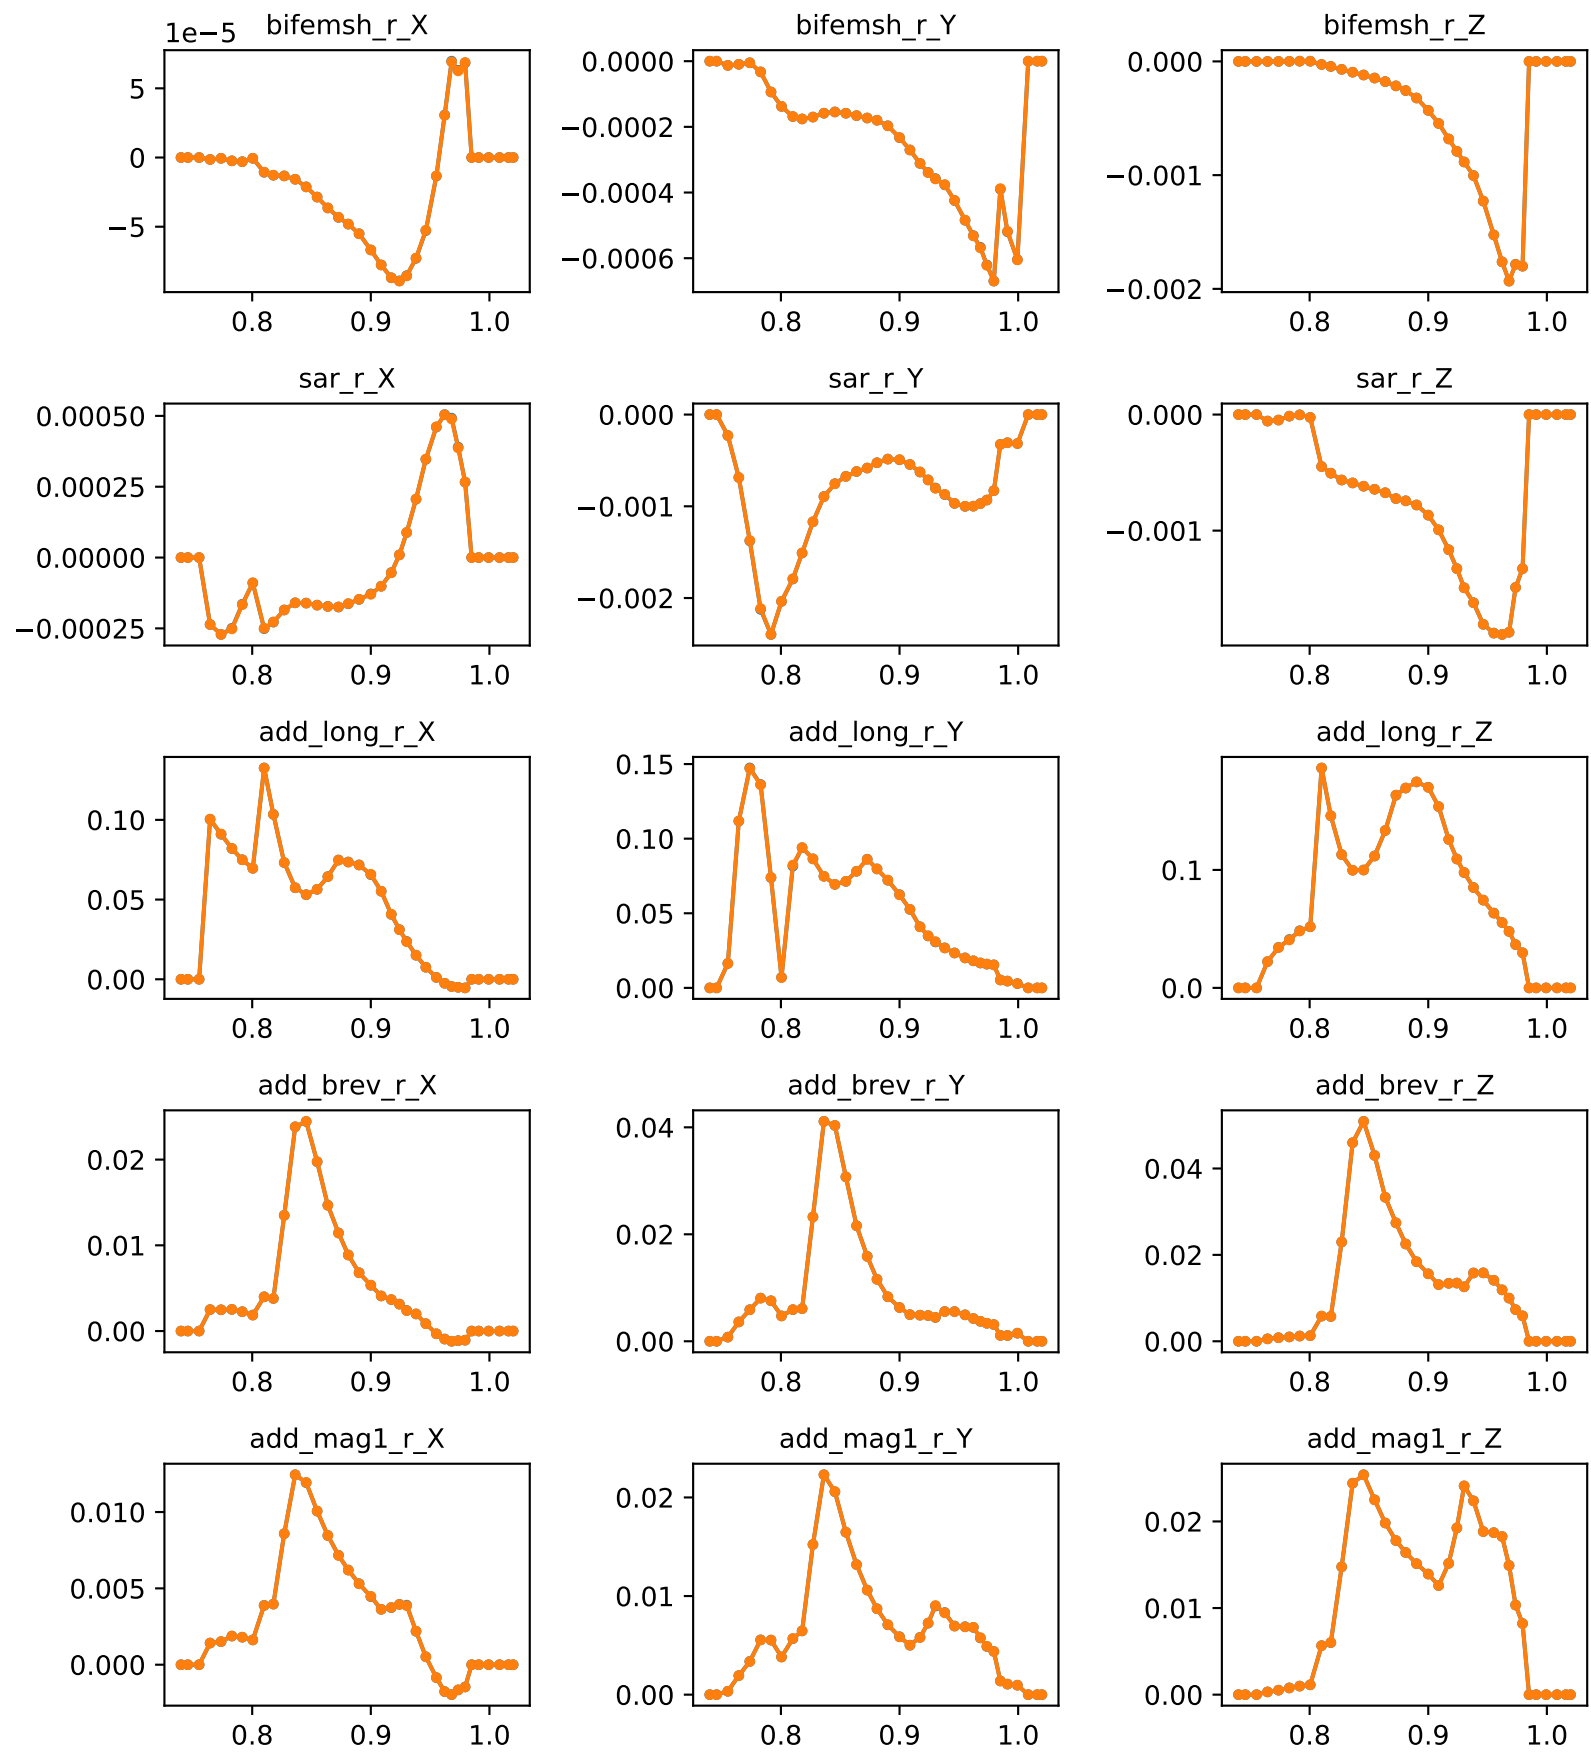 1e−5
bifemsh_r_X
5
0
−5
0.8 0.9 1.0
bifemsh_r_Y
0.0000
−0.0002
−0.0004
−0.0006
0.8 0.9 1.0
bifemsh_r_Z
0.000
−0.001
−0.002
0.8 0.9 1.0
sar_r_X
0.00050
0.00025
0.00000
−0.00025
0.8 0.9 1.0
sar_r_Y
0.000
−0.001
−0.002
0.8 0.9 1.0
sar_r_Z
0.000
−0.001
0.8 0.9 1.0
add_long_r_X
0.10
0.05
0.00
0.8 0.9 1.0
add_long_r_Y
0.15
0.10
0.05
0.00
0.8 0.9 1.0
add_long_r_Z
0.1
0.0
0.8 0.9 1.0
add_brev_r_X
0.02
0.01
0.00
0.8 0.9 1.0
add_brev_r_Y
0.04
0.02
0.00
0.8 0.9 1.0
add_brev_r_Z
0.04
0.02
0.00
0.8 0.9 1.0
add_mag1_r_X
0.010
0.005
0.000
0.8 0.9 1.0
add_mag1_r_Y
0.02
0.01
0.00
0.8 0.9 1.0
add_mag1_r_Z
0.02
0.01
0.00
0.8 0.9 1.0